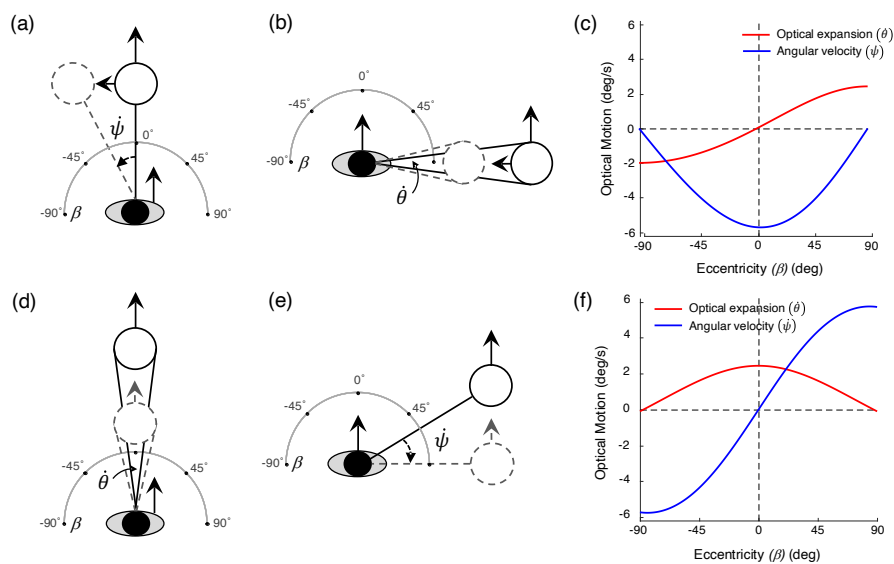 (a)
0°
-45°
45°
-90°
β
90°
ψ̇
(b)
0°
-45°
45°
-90°
β
θ̇
(c)
Optical expansion (θ̇)
Angular velocity (ψ̇)
Optical Motion (deg/s)
6
4
2
0
-2
-4
-6
-90
-45
0
45
90
Eccentricity (β) (deg)
(d)
0°
-45°
45°
-90°
β
90°
θ̇
(e)
0°
-45°
45°
-90°
β
ψ̇
(f)
Optical expansion (θ̇)
Angular velocity (ψ̇)
Optical Motion (deg/s)
6
4
2
0
-2
-4
-6
-90
-45
0
45
90
Eccentricity (β) (deg)